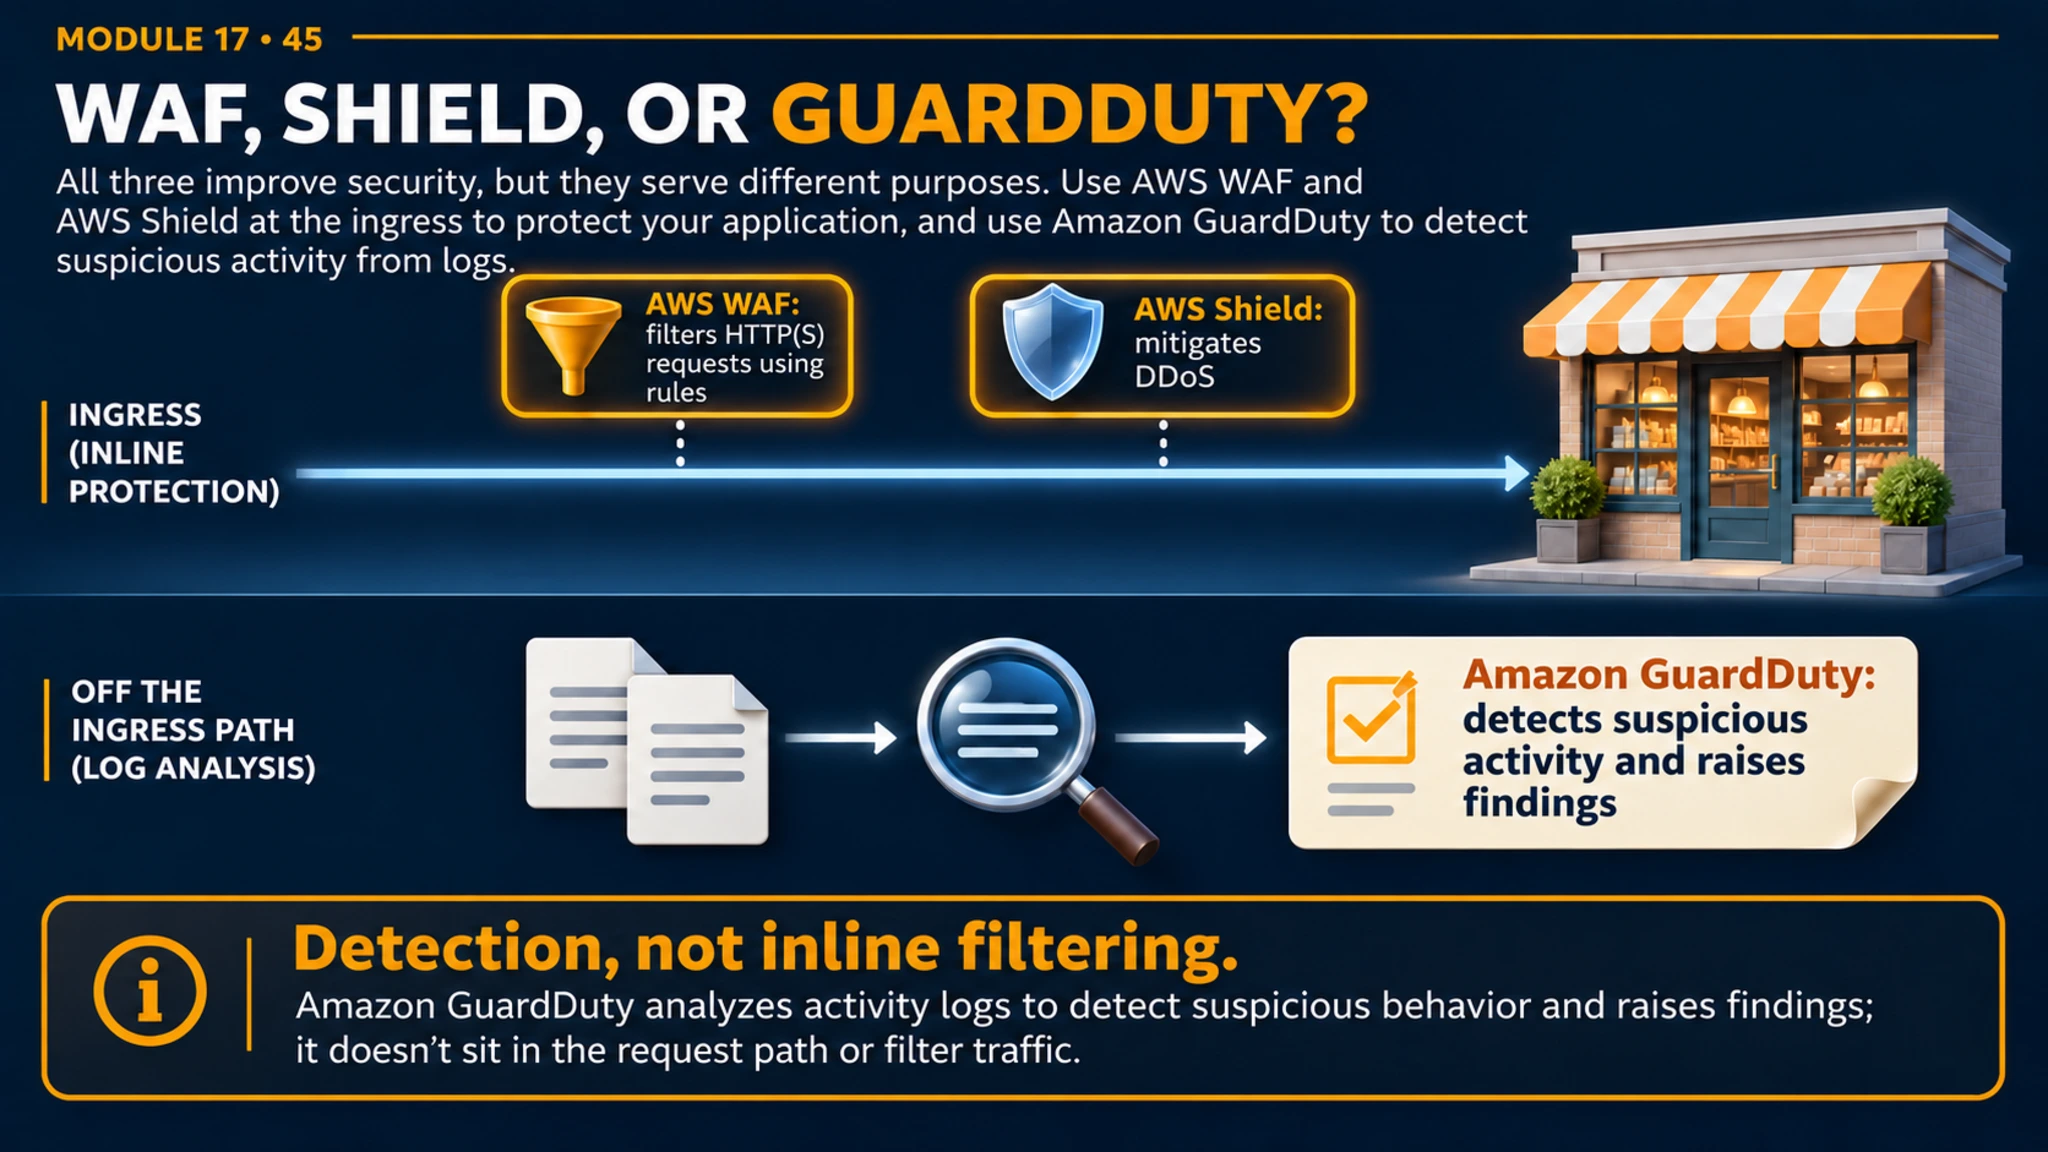 MODULE 17 • 45
WAF, SHIELD, OR GUARDDUTY?
All three improve security, but they serve different purposes. Use AWS WAF and
AWS Shield at the ingress to protect your application, and use Amazon GuardDuty to detect
suspicious activity from logs.
AWS WAF:
filters HTTP(S)
requests using
rules
AWS Shield:
mitigates
DDoS
INGRESS
(INLINE
PROTECTION)
OFF THE
INGRESS PATH
(LOG ANALYSIS)
Amazon GuardDuty:
detects suspicious
activity and raises
findings
Detection, not inline filtering.
Amazon GuardDuty analyzes activity logs to detect suspicious behavior and raises findings;
it doesn’t sit in the request path or filter traffic.